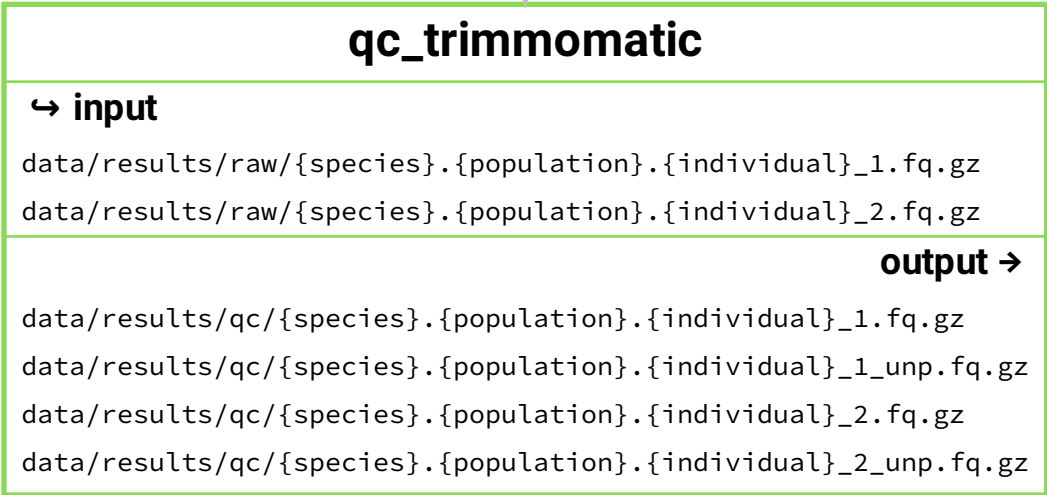 qc_trimmomatic
↪ input
data/results/raw/{species}.{population}.{individual}_1.fq.gz
data/results/raw/{species}.{population}.{individual}_2.fq.gz
output →
data/results/qc/{species}.{population}.{individual}_1.fq.gz
data/results/qc/{species}.{population}.{individual}_1_unp.fq.gz
data/results/qc/{species}.{population}.{individual}_2.fq.gz
data/results/qc/{species}.{population}.{individual}_2_unp.fq.gz